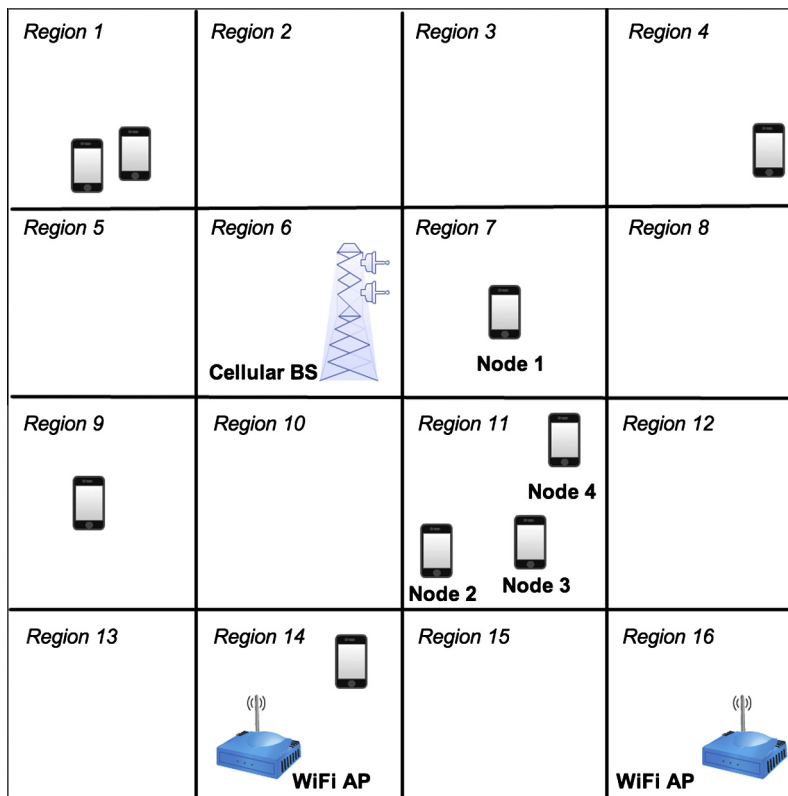 Region 1
Region 2
Region 3
Region 4
Region 5
Region 6
Region 7
Region 8
Cellular BS
Node 1
Region 9
Region 10
Region 11
Region 12
Node 4
Node 2
Node 3
Region 13
Region 14
Region 15
Region 16
WiFi AP
WiFi AP